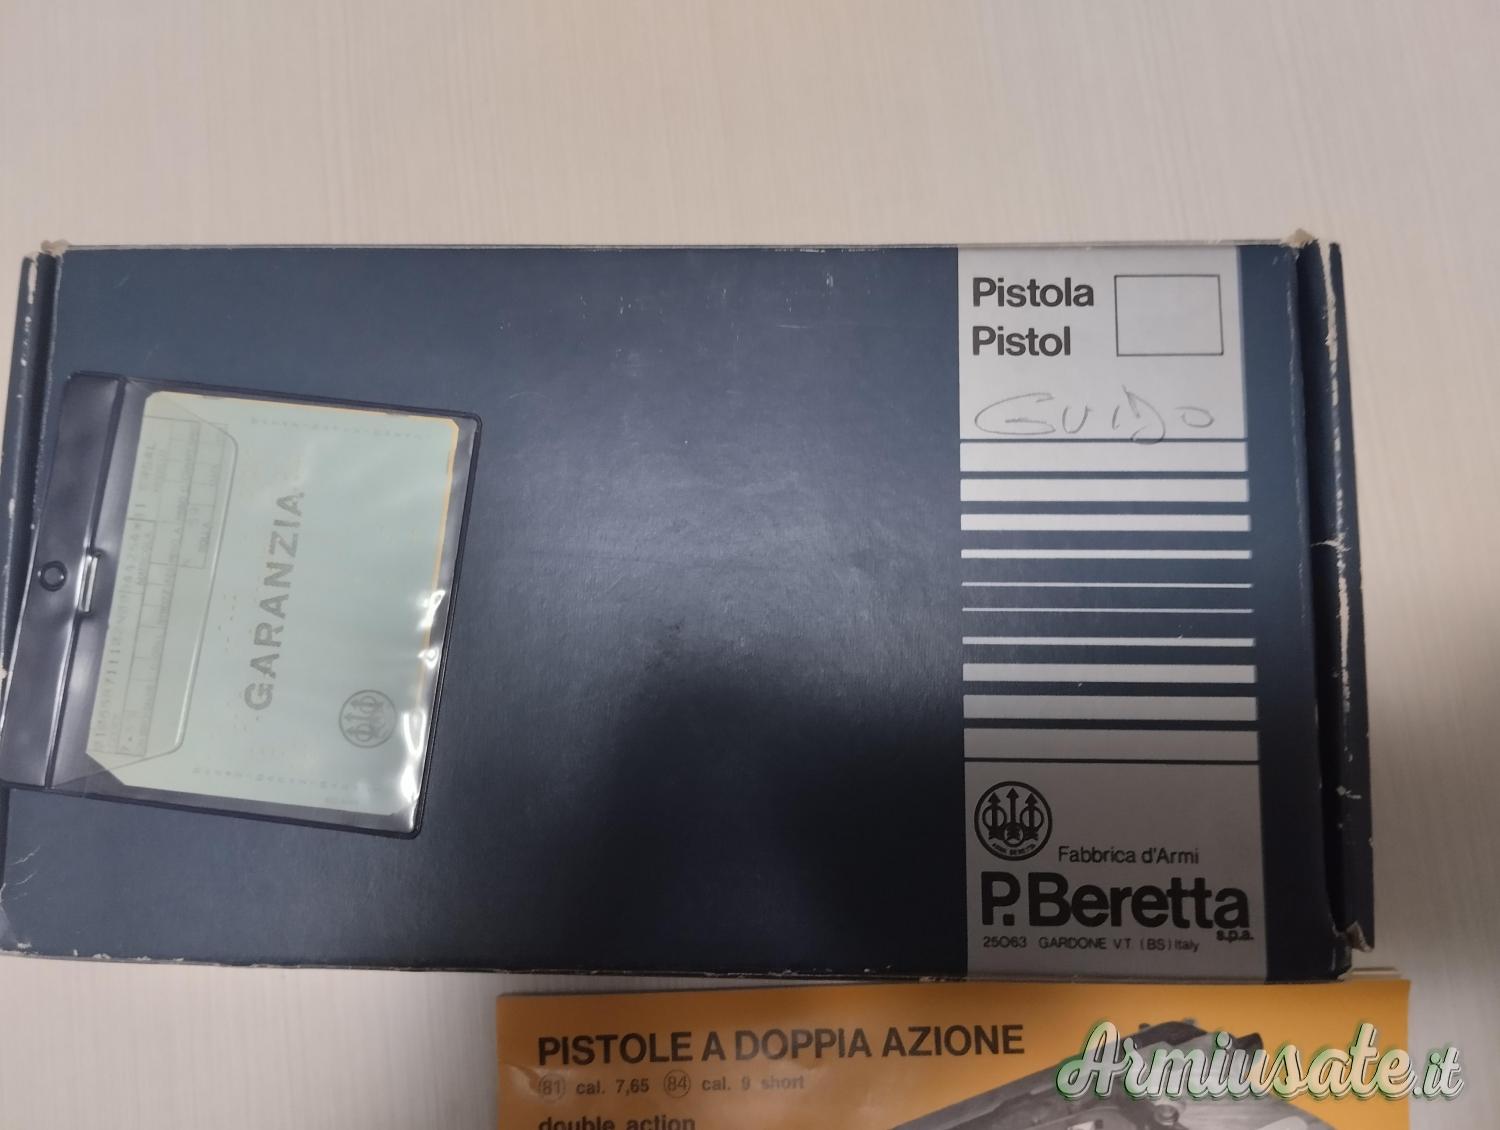 Pistola
Pistol
GUIDO
GARANZIA
Fabbrica d'Armi
P. Beretta
s.p.a.
25063 GARDONE V.T. (BS) Italy
PISTOLE A DOPPIA AZIONE
81 cal. 7,65 84 cal. 9 short
double action
Armiusate.it